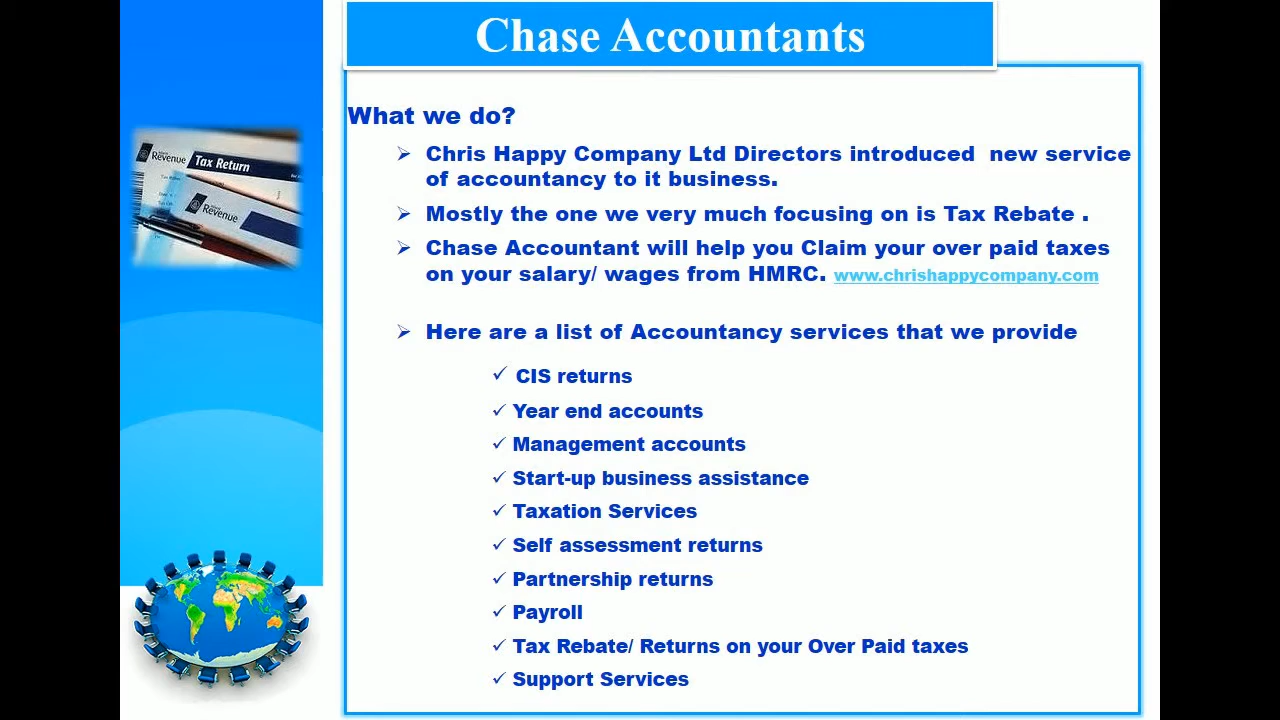 Chase Accountants
What we do?
Chris Happy Company Ltd Directors introduced new service
of accountancy to it business.
Mostly the one we very much focusing on is Tax Rebate .
Chase Accountant will help you Claim your over paid taxes
on your salary/ wages from HMRC. www.chrishappycompany.com
Here are a list of Accountancy services that we provide
CIS returns
Year end accounts
Management accounts
Start-up business assistance
Taxation Services
Self assessment returns
Partnership returns
Payroll
Tax Rebate/ Returns on your Over Paid taxes
Support Services
Revenue
Tax Return
Revenue